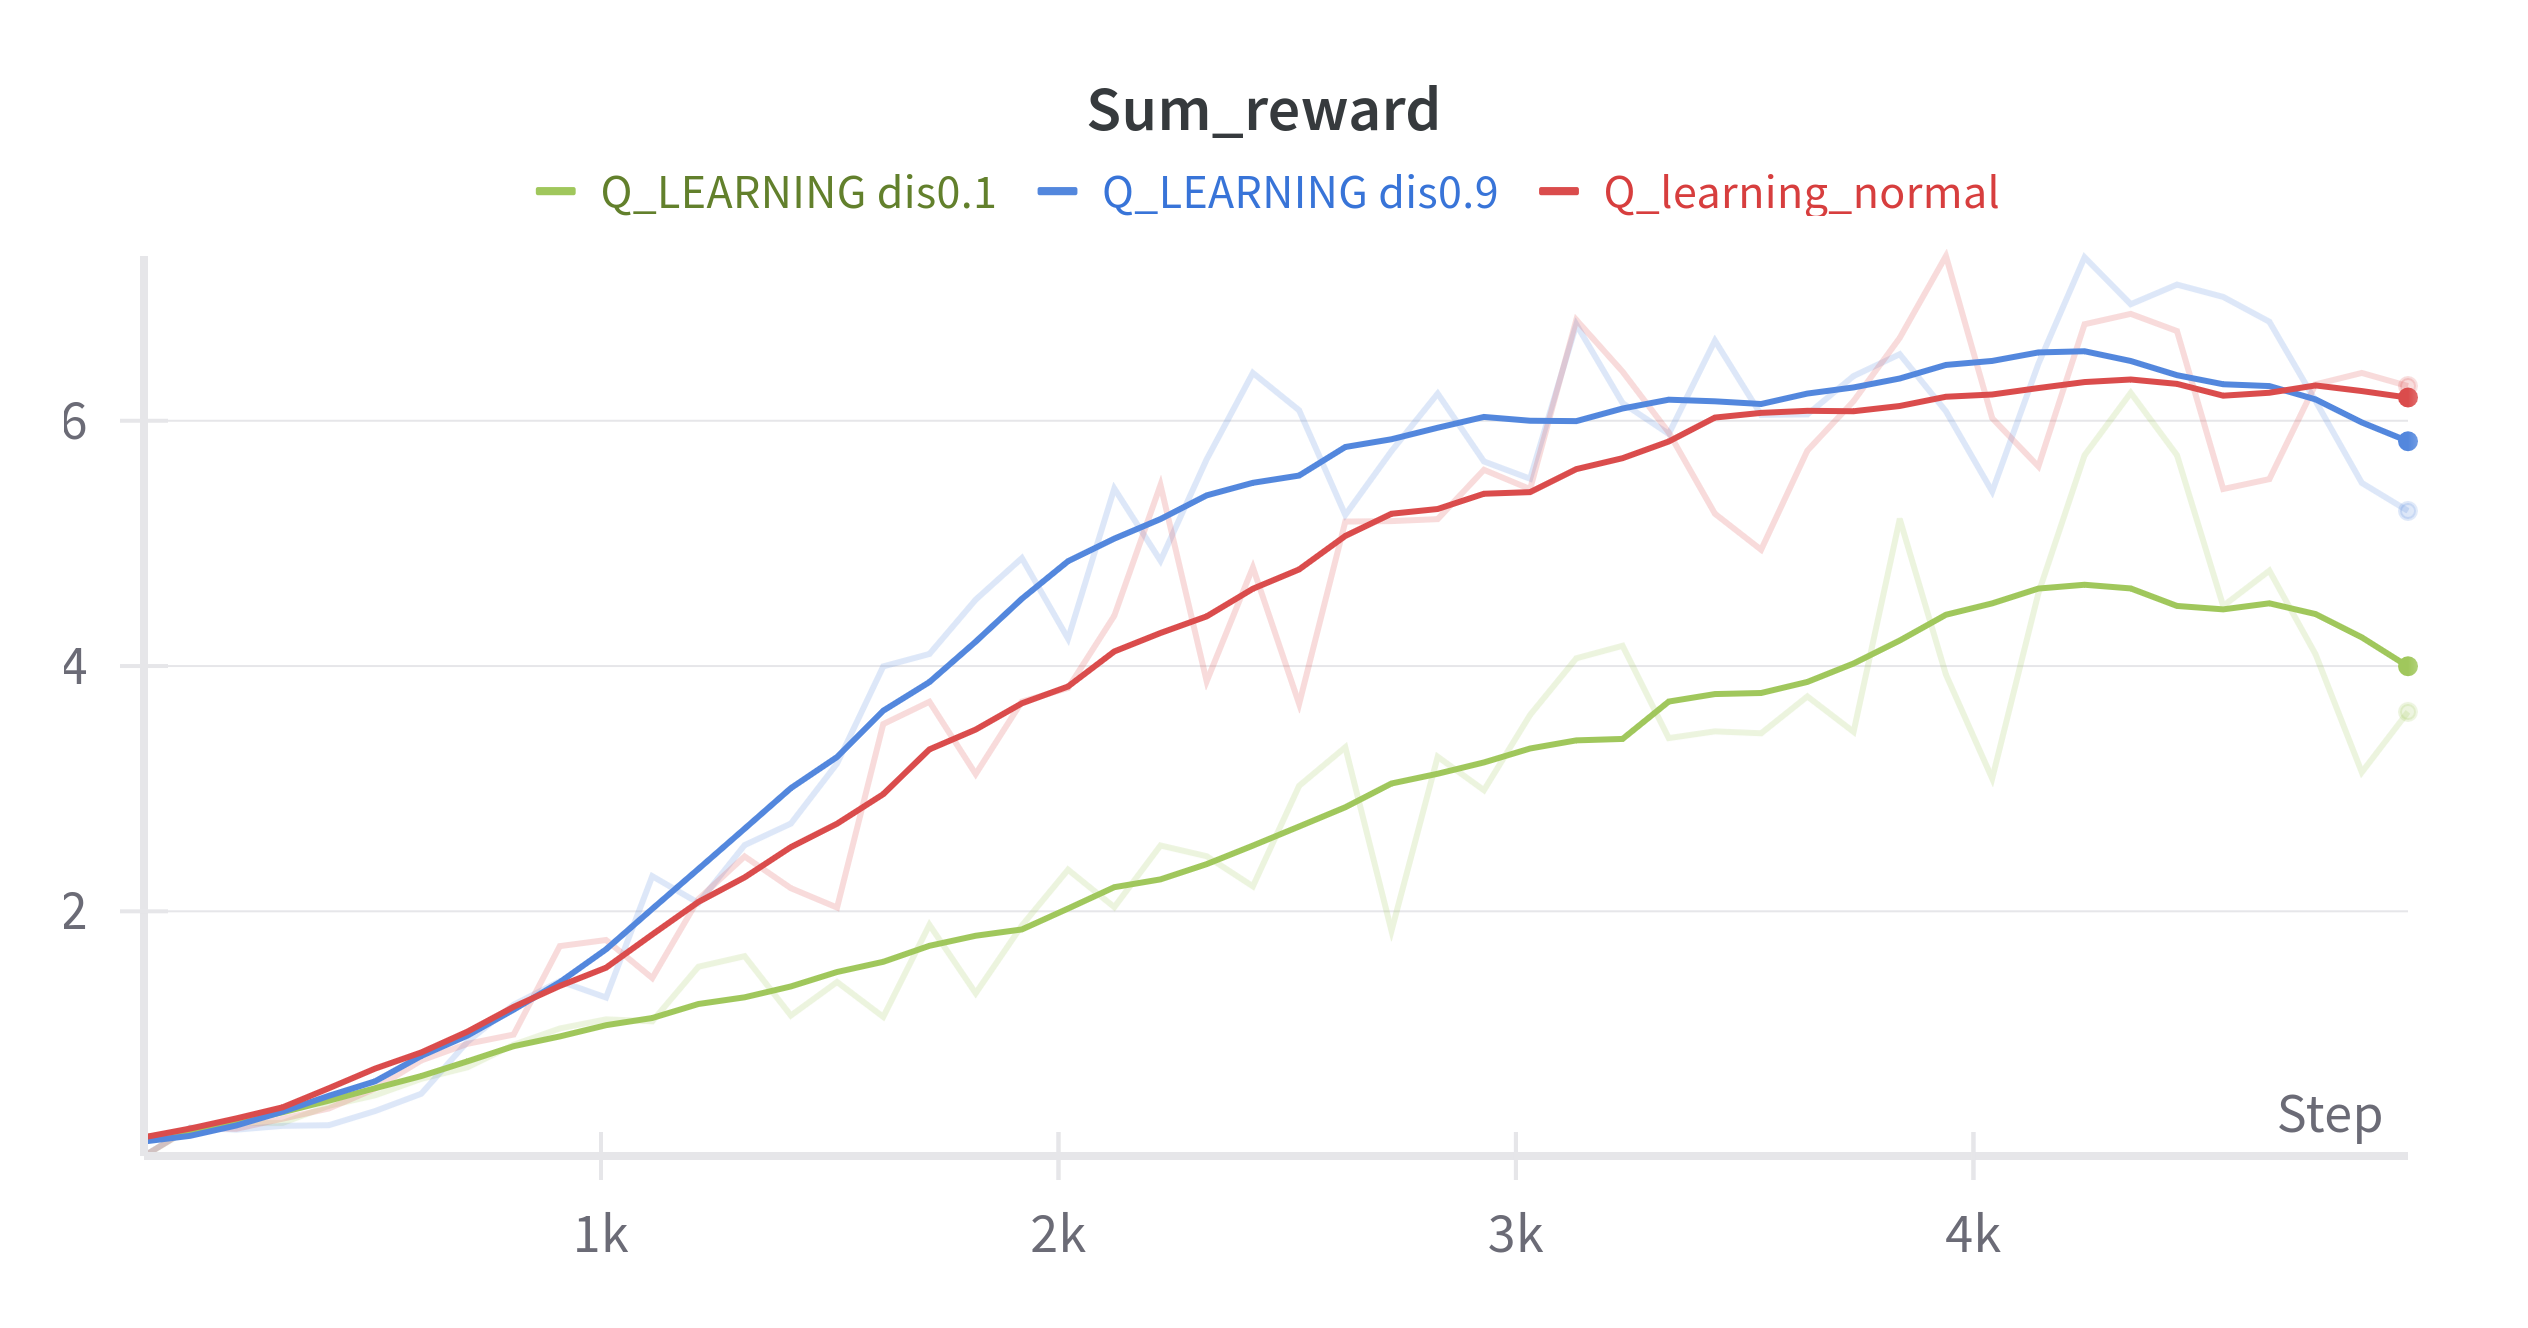 Sum_reward
Q_LEARNING dis0.1 Q_LEARNING dis0.9 Q_learning_normal
6
4
2
Step
1k 2k 3k 4k